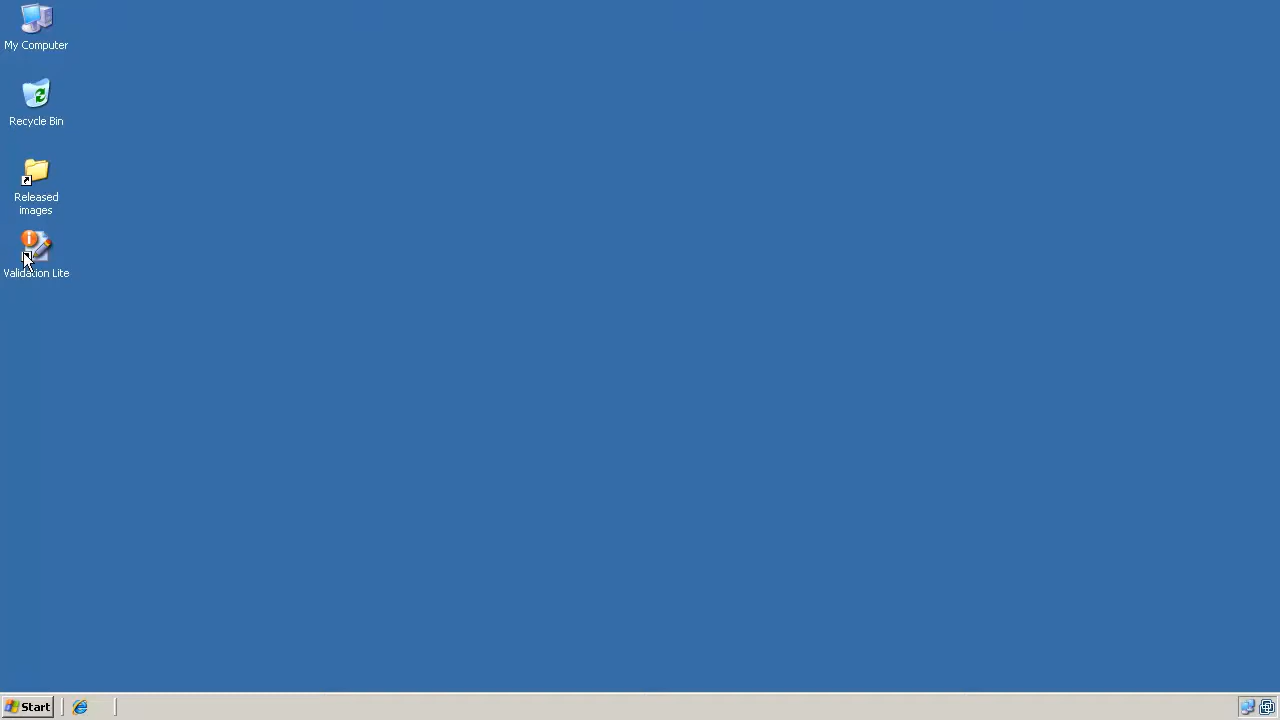 My Computer
Recycle Bin
Released
images
Validation Lite
Start